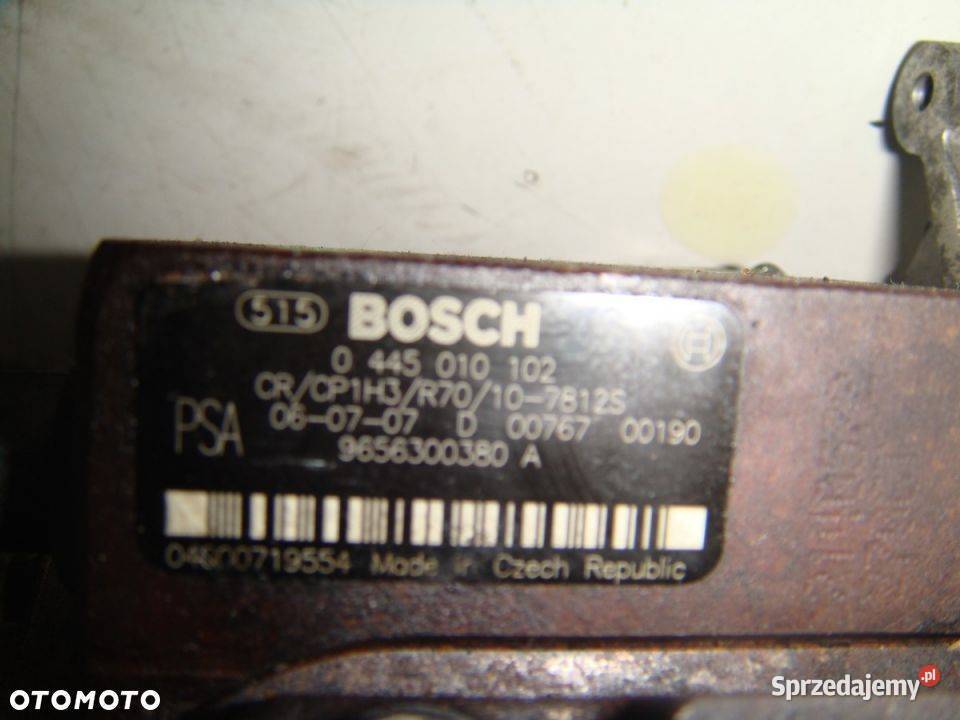 515 BOSCH
0 445 010 102
CR/CP1H3/R70/10-7812S
06-07-07 D 00767 00190
PSA
9656300380 A
04600719554 Made in Czech Republic
OTOMOTO
Sprzedajemy.pl